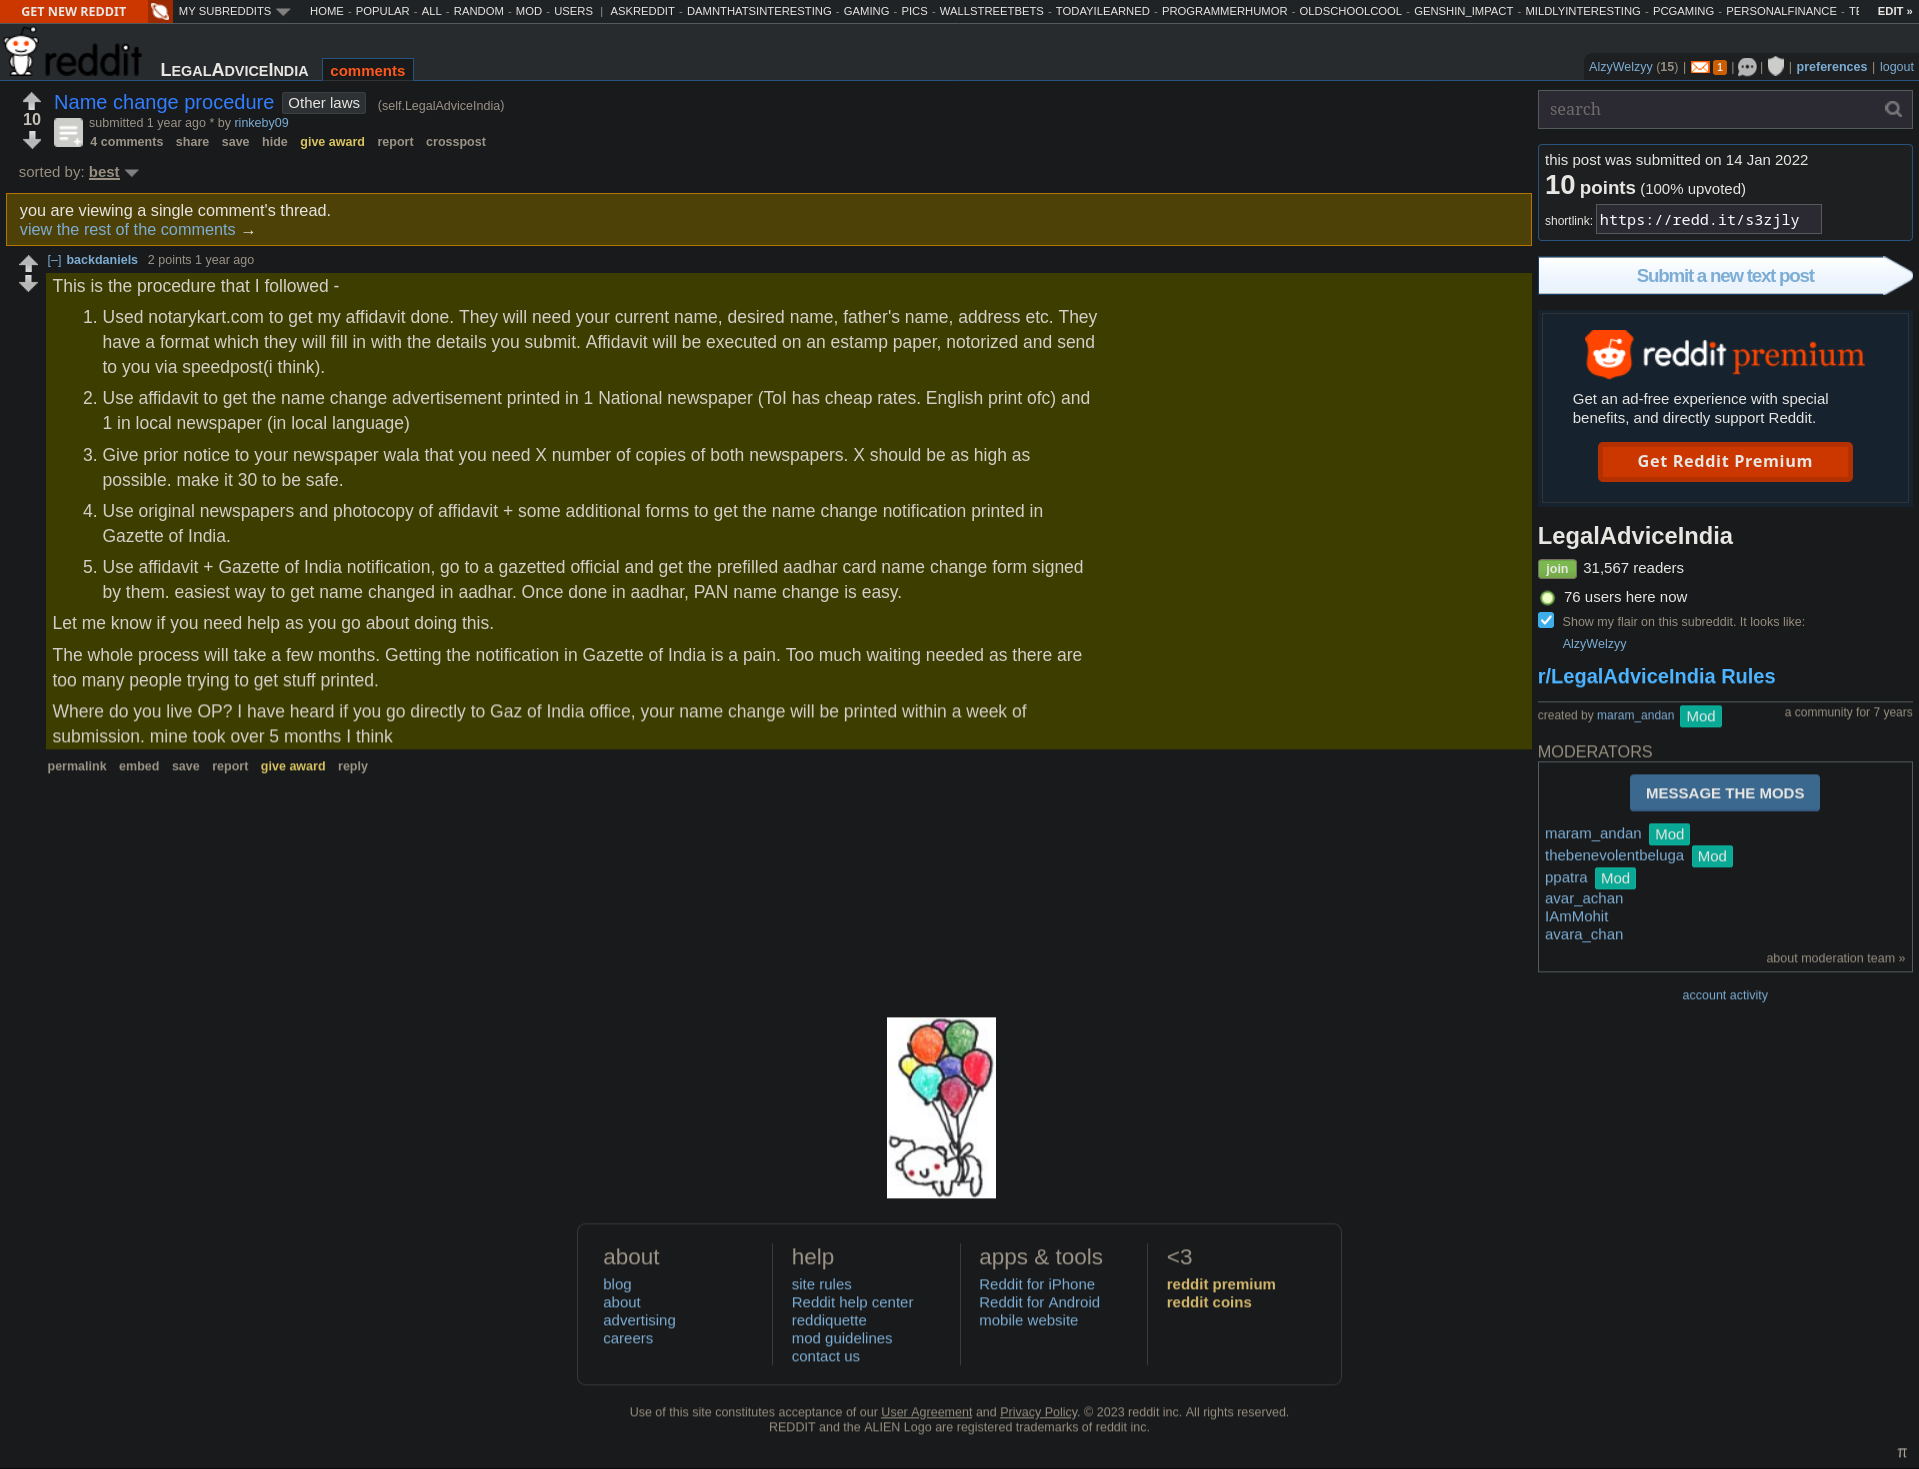 GET NEW REDDIT MY SUBREDDITS HOME - POPULAR - ALL - RANDOM - MOD - USERS | ASKREDDIT - DAMNTHATSINTERESTING - GAMING - PICS - WALLSTREETBETS - TODAYILEARNED - PROGRAMMERHUMOR - OLDSCHOOLCOOL - GENSHIN_IMPACT - MILDLYINTERESTING - PCGAMING - PERSONALFINANCE - EDIT »
reddit LEGALADVICEINDIA comments
AlzyWelzyy (15) | 1 | | | preferences | logout
Name change procedure Other laws (self.LegalAdviceIndia)
10
submitted 1 year ago * by rinkeby09
4 comments share save hide give award report crosspost
sorted by: best
you are viewing a single comment's thread.
view the rest of the comments →
[–] backdaniels 2 points 1 year ago
This is the procedure that I followed -
1. Used notarykart.com to get my affidavit done. They will need your current name, desired name, father's name, address etc. They
have a format which they will fill in with the details you submit. Affidavit will be executed on an estamp paper, notorized and send
to you via speedpost(i think).
2. Use affidavit to get the name change advertisement printed in 1 National newspaper (ToI has cheap rates. English print ofc) and
1 in local newspaper (in local language)
3. Give prior notice to your newspaper wala that you need X number of copies of both newspapers. X should be as high as
possible. make it 30 to be safe.
4. Use original newspapers and photocopy of affidavit + some additional forms to get the name change notification printed in
Gazette of India.
5. Use affidavit + Gazette of India notification, go to a gazetted official and get the prefilled aadhar card name change form signed
by them. easiest way to get name changed in aadhar. Once done in aadhar, PAN name change is easy.
Let me know if you need help as you go about doing this.
The whole process will take a few months. Getting the notification in Gazette of India is a pain. Too much waiting needed as there are
too many people trying to get stuff printed.
Where do you live OP? I have heard if you go directly to Gaz of India office, your name change will be printed within a week of
submission. mine took over 5 months I think
permalink embed save report give award reply
search
this post was submitted on 14 Jan 2022
10 points (100% upvoted)
shortlink: https://redd.it/s3zjly
Submit a new text post
reddit premium
Get an ad-free experience with special
benefits, and directly support Reddit.
Get Reddit Premium
LegalAdviceIndia
join 31,567 readers
76 users here now
Show my flair on this subreddit. It looks like:
AlzyWelzyy
r/LegalAdviceIndia Rules
created by maram_andan Mod a community for 7 years
MODERATORS
MESSAGE THE MODS
maram_andan Mod
thebenevolentbeluga Mod
ppatra Mod
avar_achan
IAmMohit
avara_chan
about moderation team »
account activity
about
blog
about
advertising
careers
help
site rules
Reddit help center
reddiquette
mod guidelines
contact us
apps & tools
Reddit for iPhone
Reddit for Android
mobile website
<3
reddit premium
reddit coins
Use of this site constitutes acceptance of our User Agreement and Privacy Policy. © 2023 reddit inc. All rights reserved.
REDDIT and the ALIEN Logo are registered trademarks of reddit inc.
π